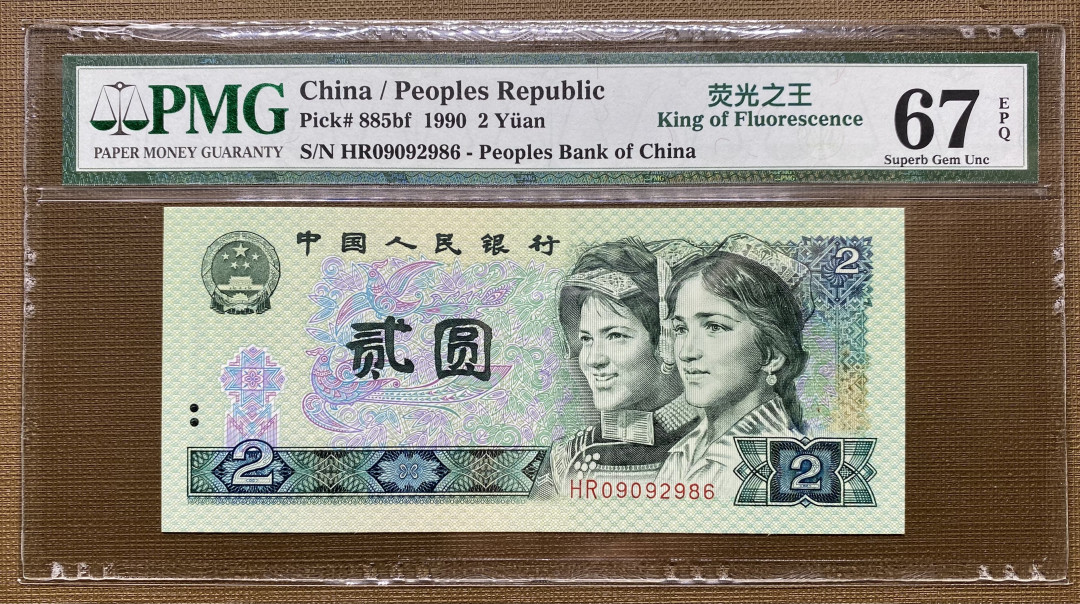 PMG
PAPER MONEY GUARANTY
China / Peoples Republic
Pick# 885bf 1990 2 Yüan
S/N HR09092986 - Peoples Bank of China
荧光之王
King of Fluorescence
67
EPQ
Superb Gem Unc
中国人民银行
2
贰圆
2
2
HR09092986